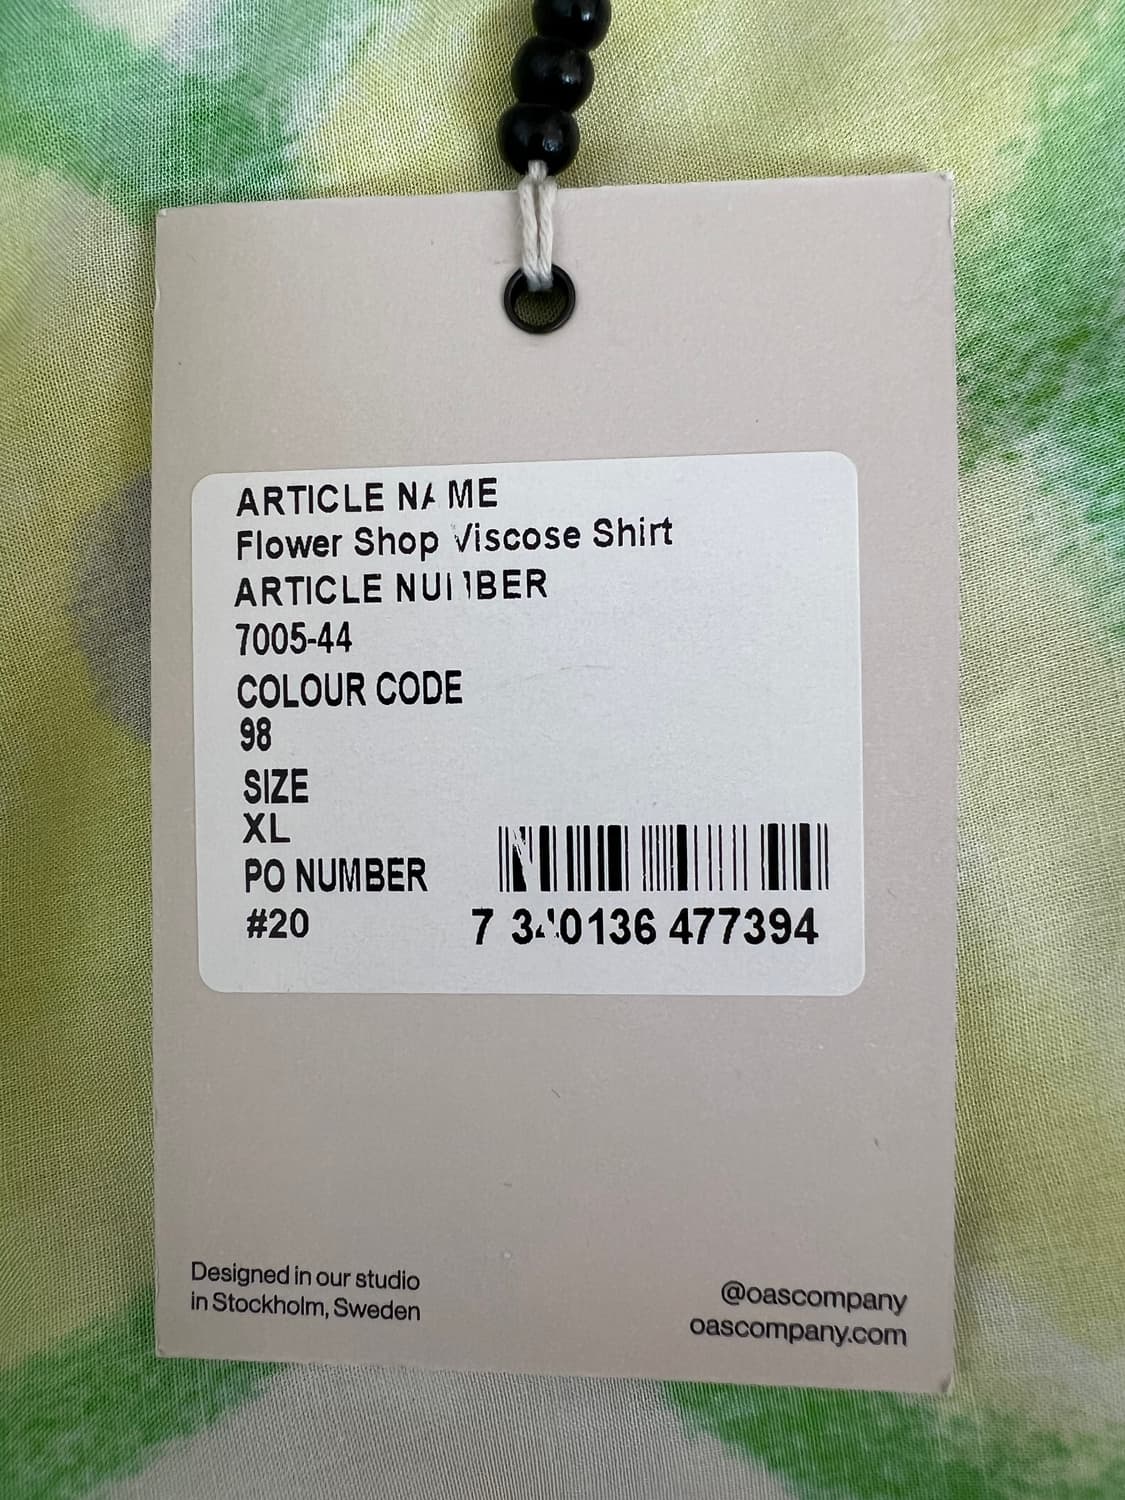 ARTICLE NAME
Flower Shop Viscose Shirt
ARTICLE NUMBER
7005-44
COLOUR CODE
98
SIZE
XL
PO NUMBER
#20
7 340136 477394
Designed in our studio
in Stockholm, Sweden
@oascompany
oascompany.com